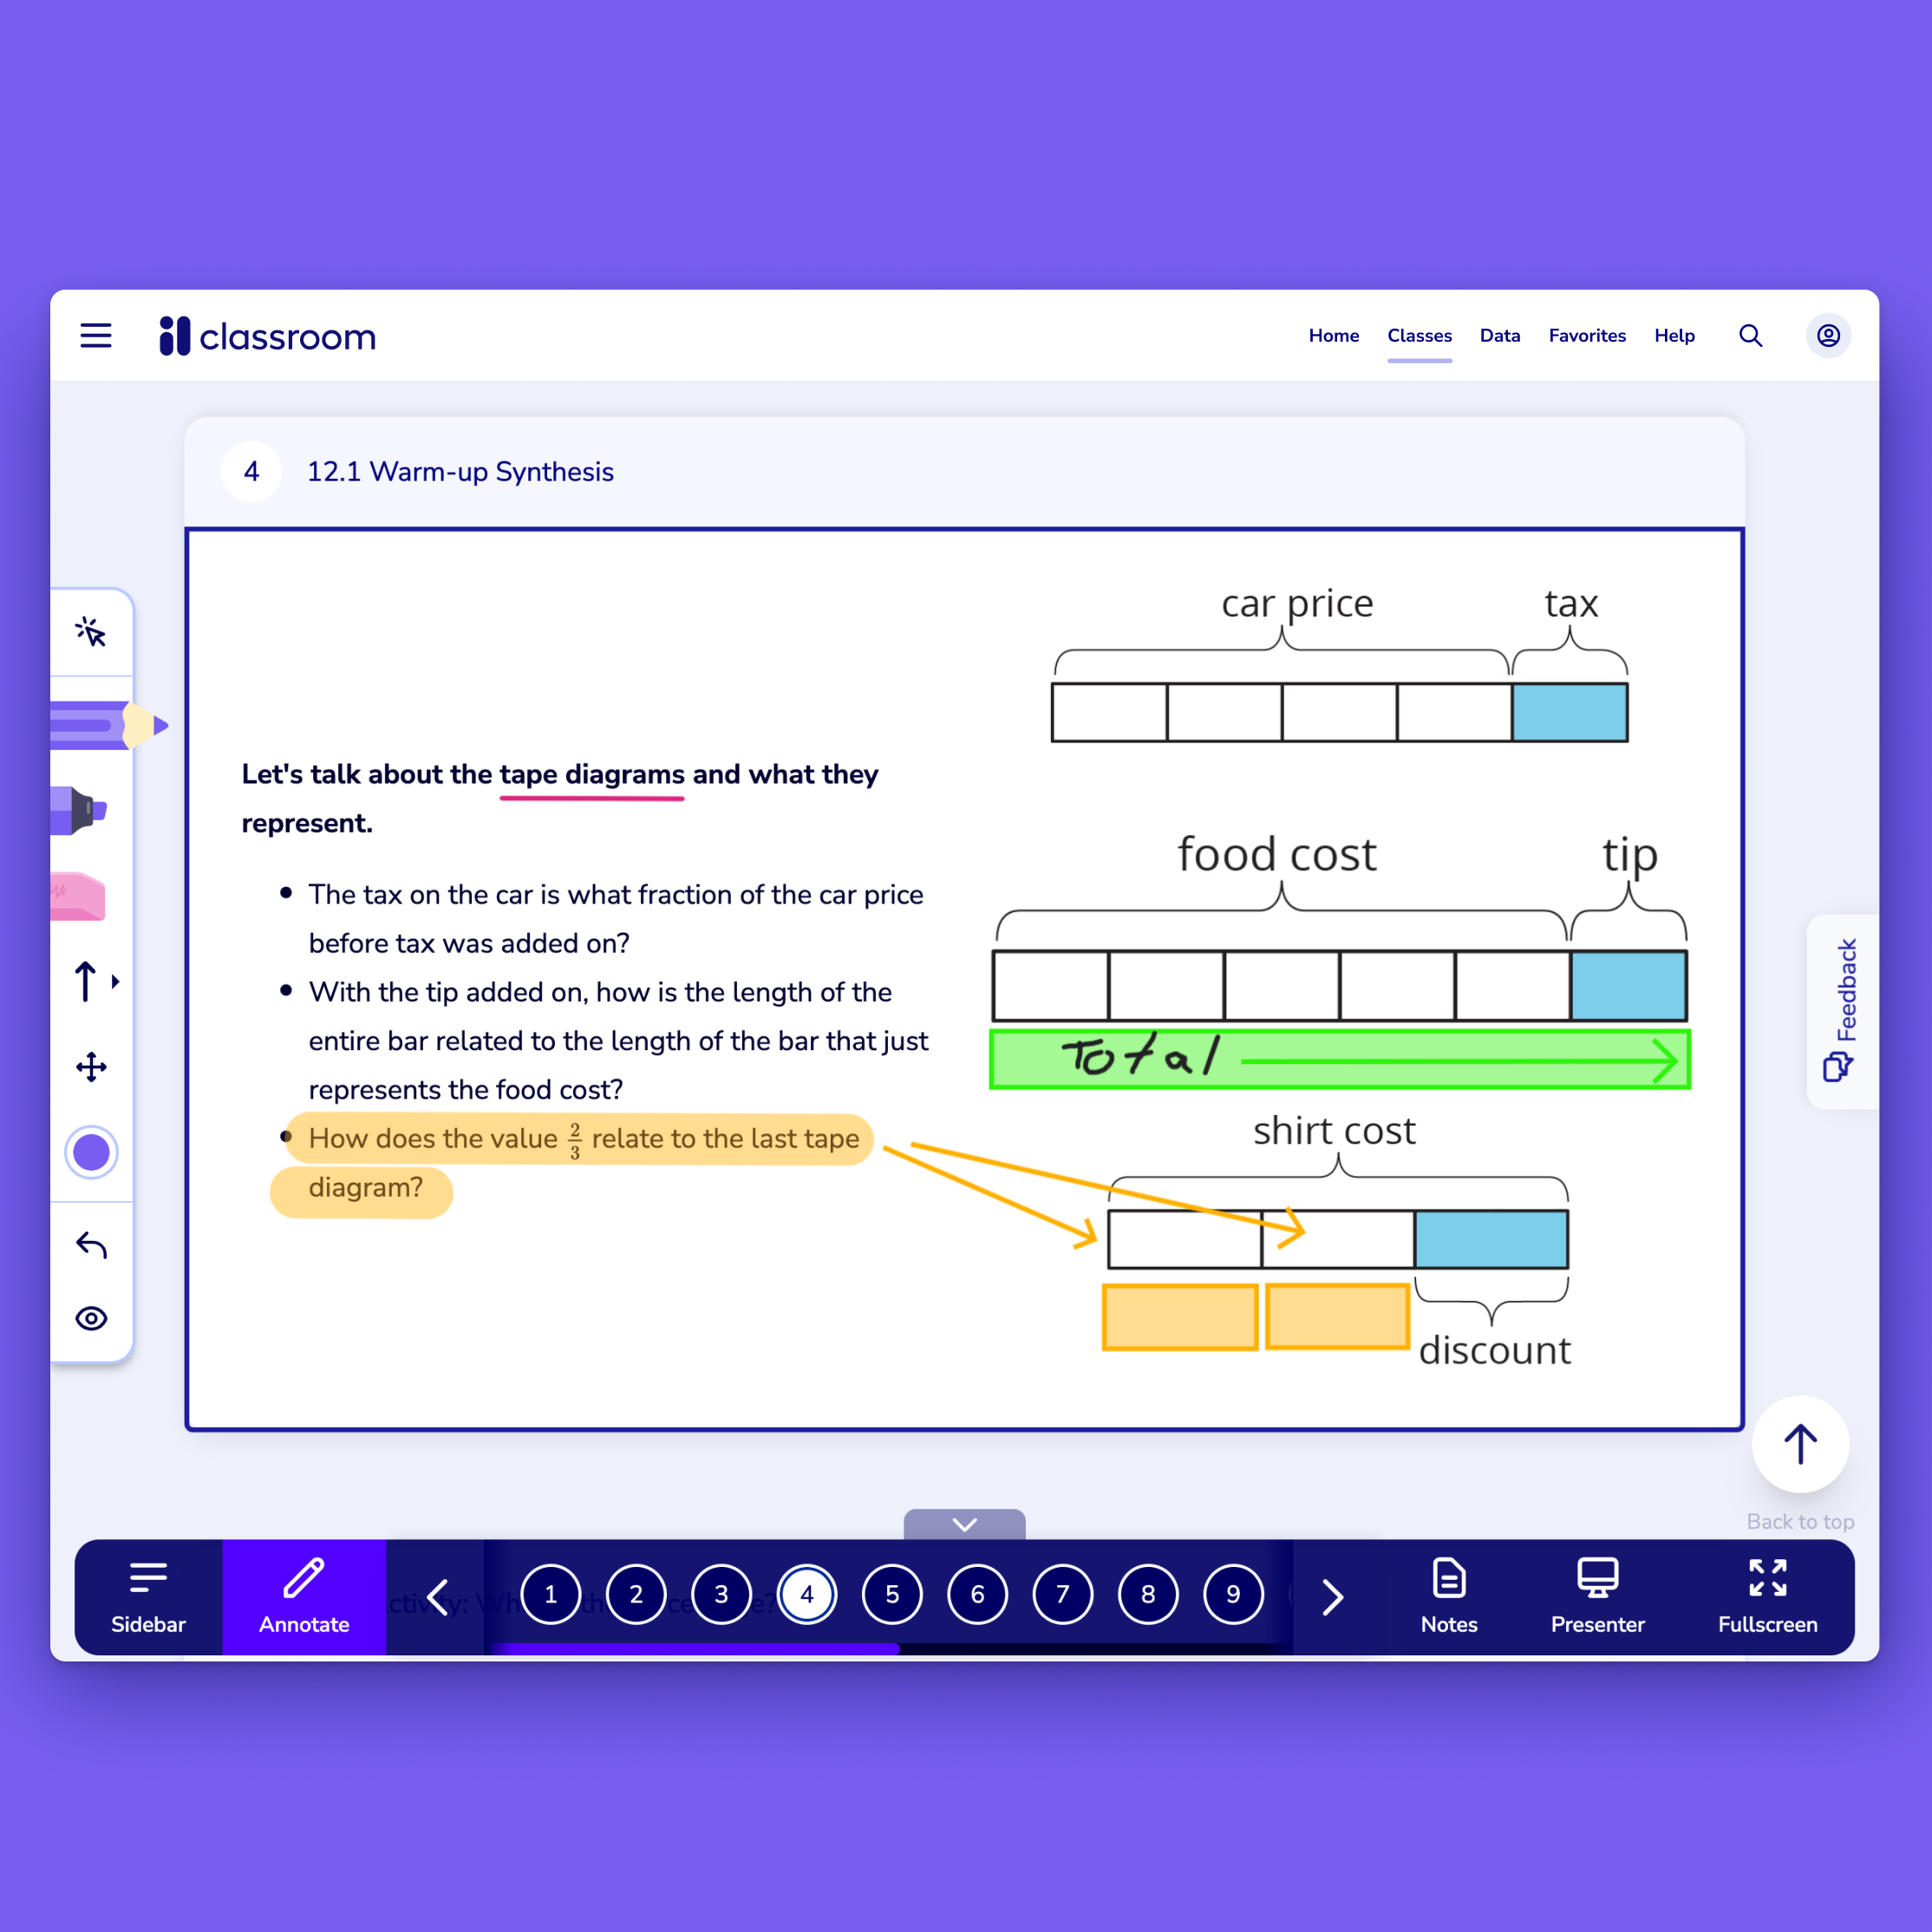 classroom
Home Classes Data Favorites Help
4 12.1 Warm-up Synthesis
Let's talk about the tape diagrams and what they
represent.
• The tax on the car is what fraction of the car price
before tax was added on?
• With the tip added on, how is the length of the
entire bar related to the length of the bar that just
represents the food cost?
• How does the value 2/3 relate to the last tape
diagram?
car price tax
food cost tip
Total
shirt cost
discount
Feedback
Back to top
Sidebar Annotate 1 2 3 4 5 6 7 8 9 Notes Presenter Fullscreen